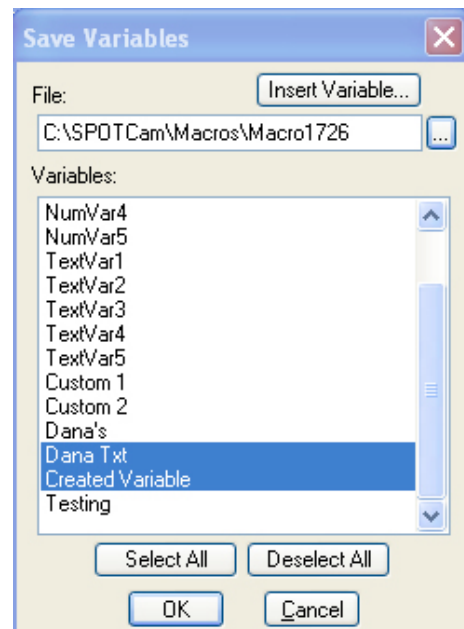 Save Variables
File:
Insert Variable...
C:\SPOTCam\Macros\Macro1726
...
Variables:
NumVar4
NumVar5
TextVar1
TextVar2
TextVar3
TextVar4
TextVar5
Custom 1
Custom 2
Dana's
Dana Txt
Created Variable
Testing
Select All
Deselect All
OK
Cancel